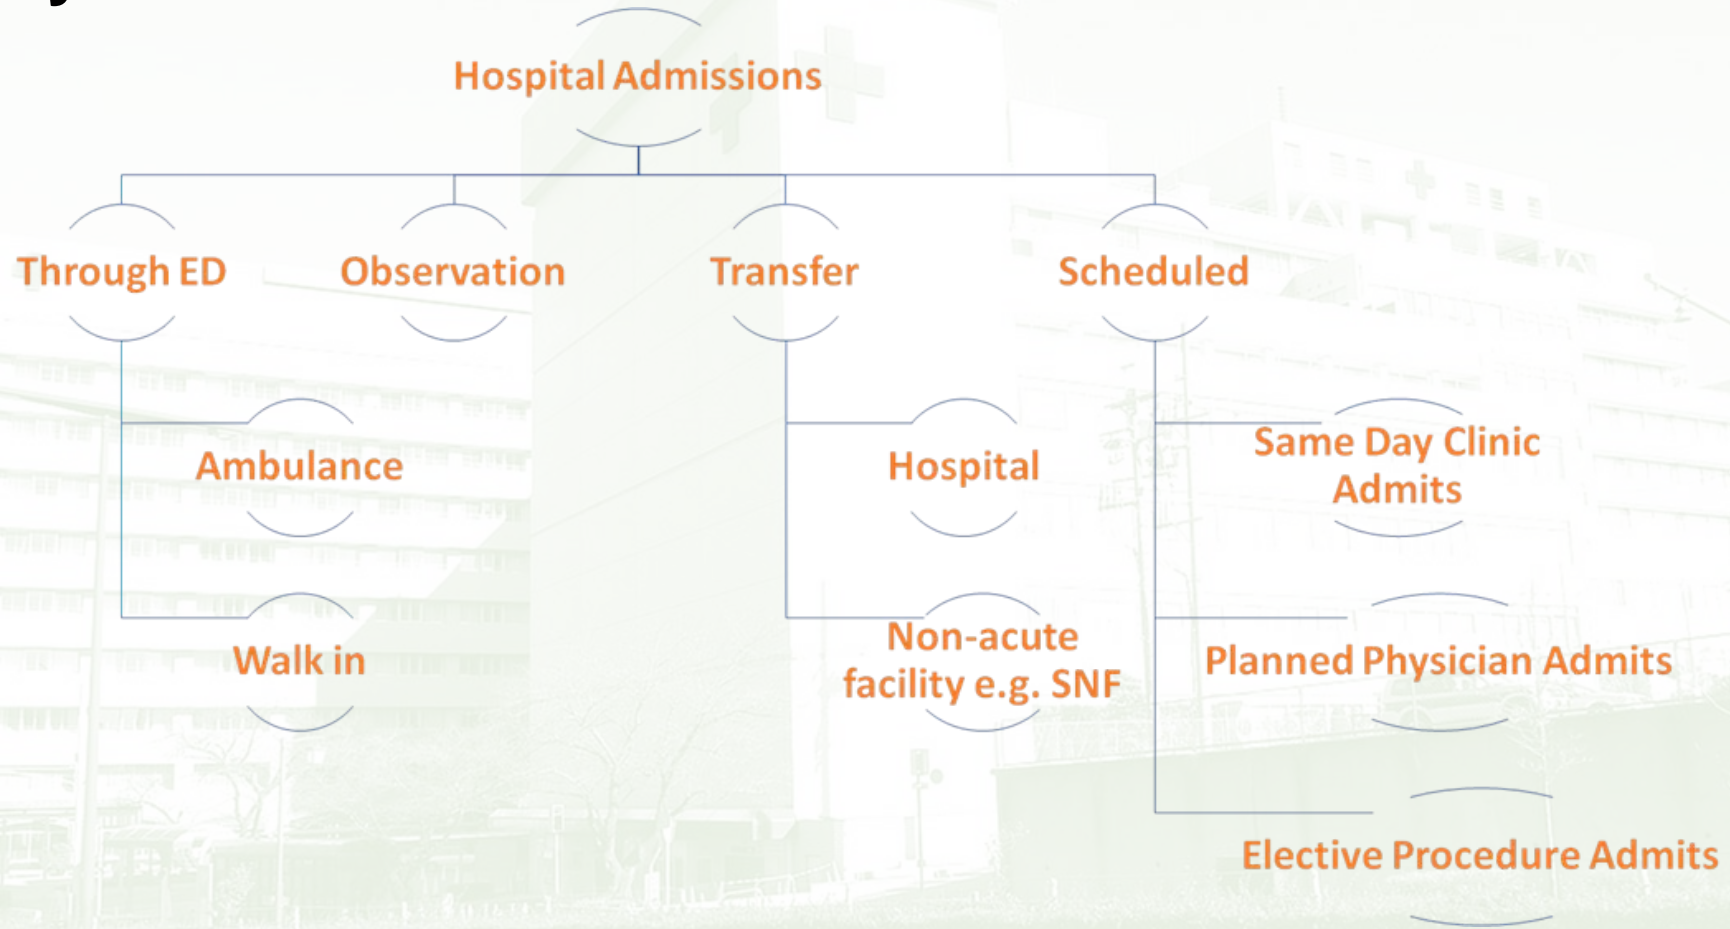 Hospital Admissions
Through ED
Observation
Transfer
Scheduled
Ambulance
Hospital
Same Day Clinic
Admits
Walk in
Non-acute
facility e.g. SNF
Planned Physician Admits
Elective Procedure Admits